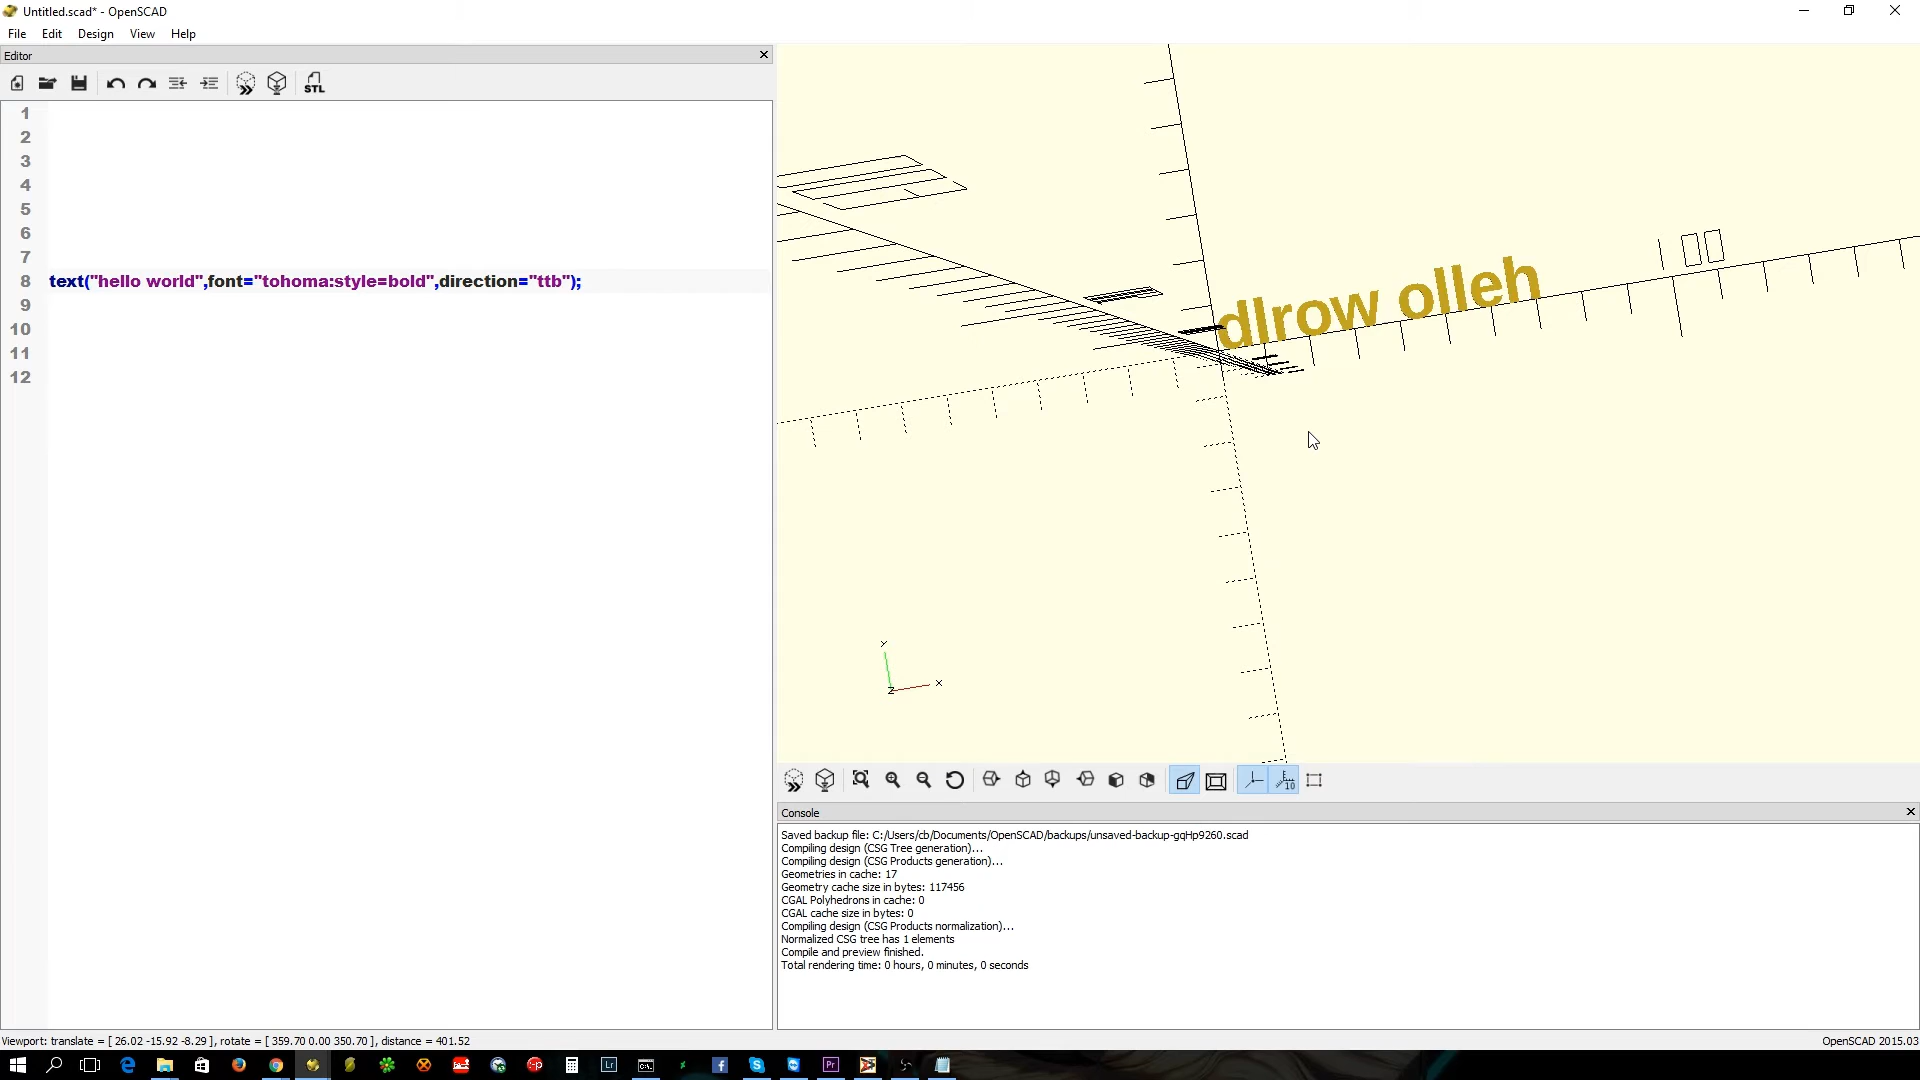 Untitled.scad* - OpenSCAD
File Edit Design View Help
Editor
STL
1
2
3
4
5
6
7
8 text("hello world",font="tohoma:style=bold",direction="ttb");
9
10
11
12
dlrow olleh
Y
Z X
10
Console
Saved backup file: C:/Users/cb/Documents/OpenSCAD/backups/unsaved-backup-gqHp9260.scad
Compiling design (CSG Tree generation)...
Compiling design (CSG Products generation)...
Geometries in cache: 17
Geometry cache size in bytes: 117456
CGAL Polyhedrons in cache: 0
CGAL cache size in bytes: 0
Compiling design (CSG Products normalization)...
Normalized CSG tree has 1 elements
Compile and preview finished.
Total rendering time: 0 hours, 0 minutes, 0 seconds
Viewport: translate = [ 26.02 -15.92 -8.29 ], rotate = [ 359.70 0.00 350.70 ], distance = 401.52
OpenSCAD 2015.03
Lr
Pr